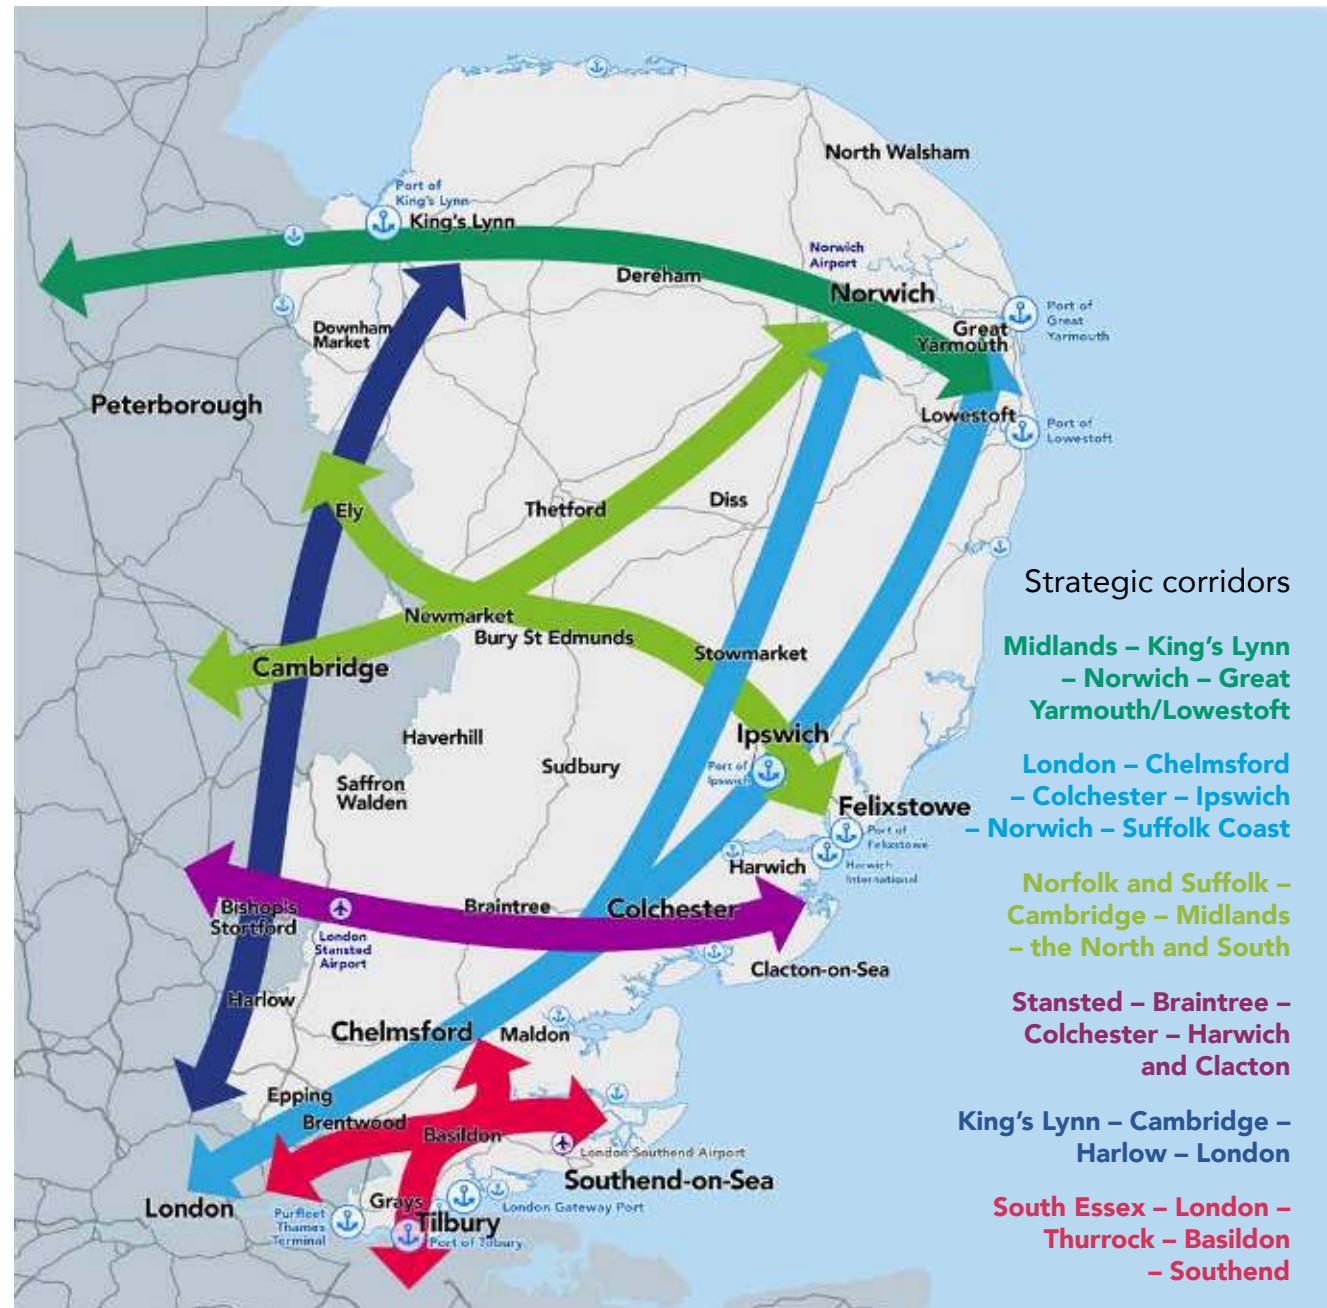 North Walsham
Port of
King's Lynn
King's Lynn
Norwich
Airport
Dereham
Norwich
Port of
Great
Yarmouth
Great
Yarmouth
Downham
Market
Peterborough
Lowestoft
Port of
Lowestoft
Ely
Thetford
Diss
Newmarket
Bury St Edmunds
Stowmarket
Cambridge
Haverhill
Ipswich
Sudbury
Port of
Ipswich
Saffron
Walden
Felixstowe
Port of
Felixstowe
Harwich
Harwich
International
Bishop's
Stortford
Braintree
Colchester
London
Stansted
Airport
Clacton-on-Sea
Harlow
Chelmsford
Maldon
Epping
Brentwood
Basildon
London Southend Airport
Southend-on-Sea
London
Grays
London Gateway Port
Purfleet
Thames
Terminal
Tilbury
Port of Tilbury
Strategic corridors
Midlands – King's Lynn
– Norwich – Great
Yarmouth/Lowestoft
London – Chelmsford
– Colchester – Ipswich
– Norwich – Suffolk Coast
Norfolk and Suffolk –
Cambridge – Midlands
– the North and South
Stansted – Braintree –
Colchester – Harwich
and Clacton
King's Lynn – Cambridge –
Harlow – London
South Essex – London –
Thurrock – Basildon
– Southend